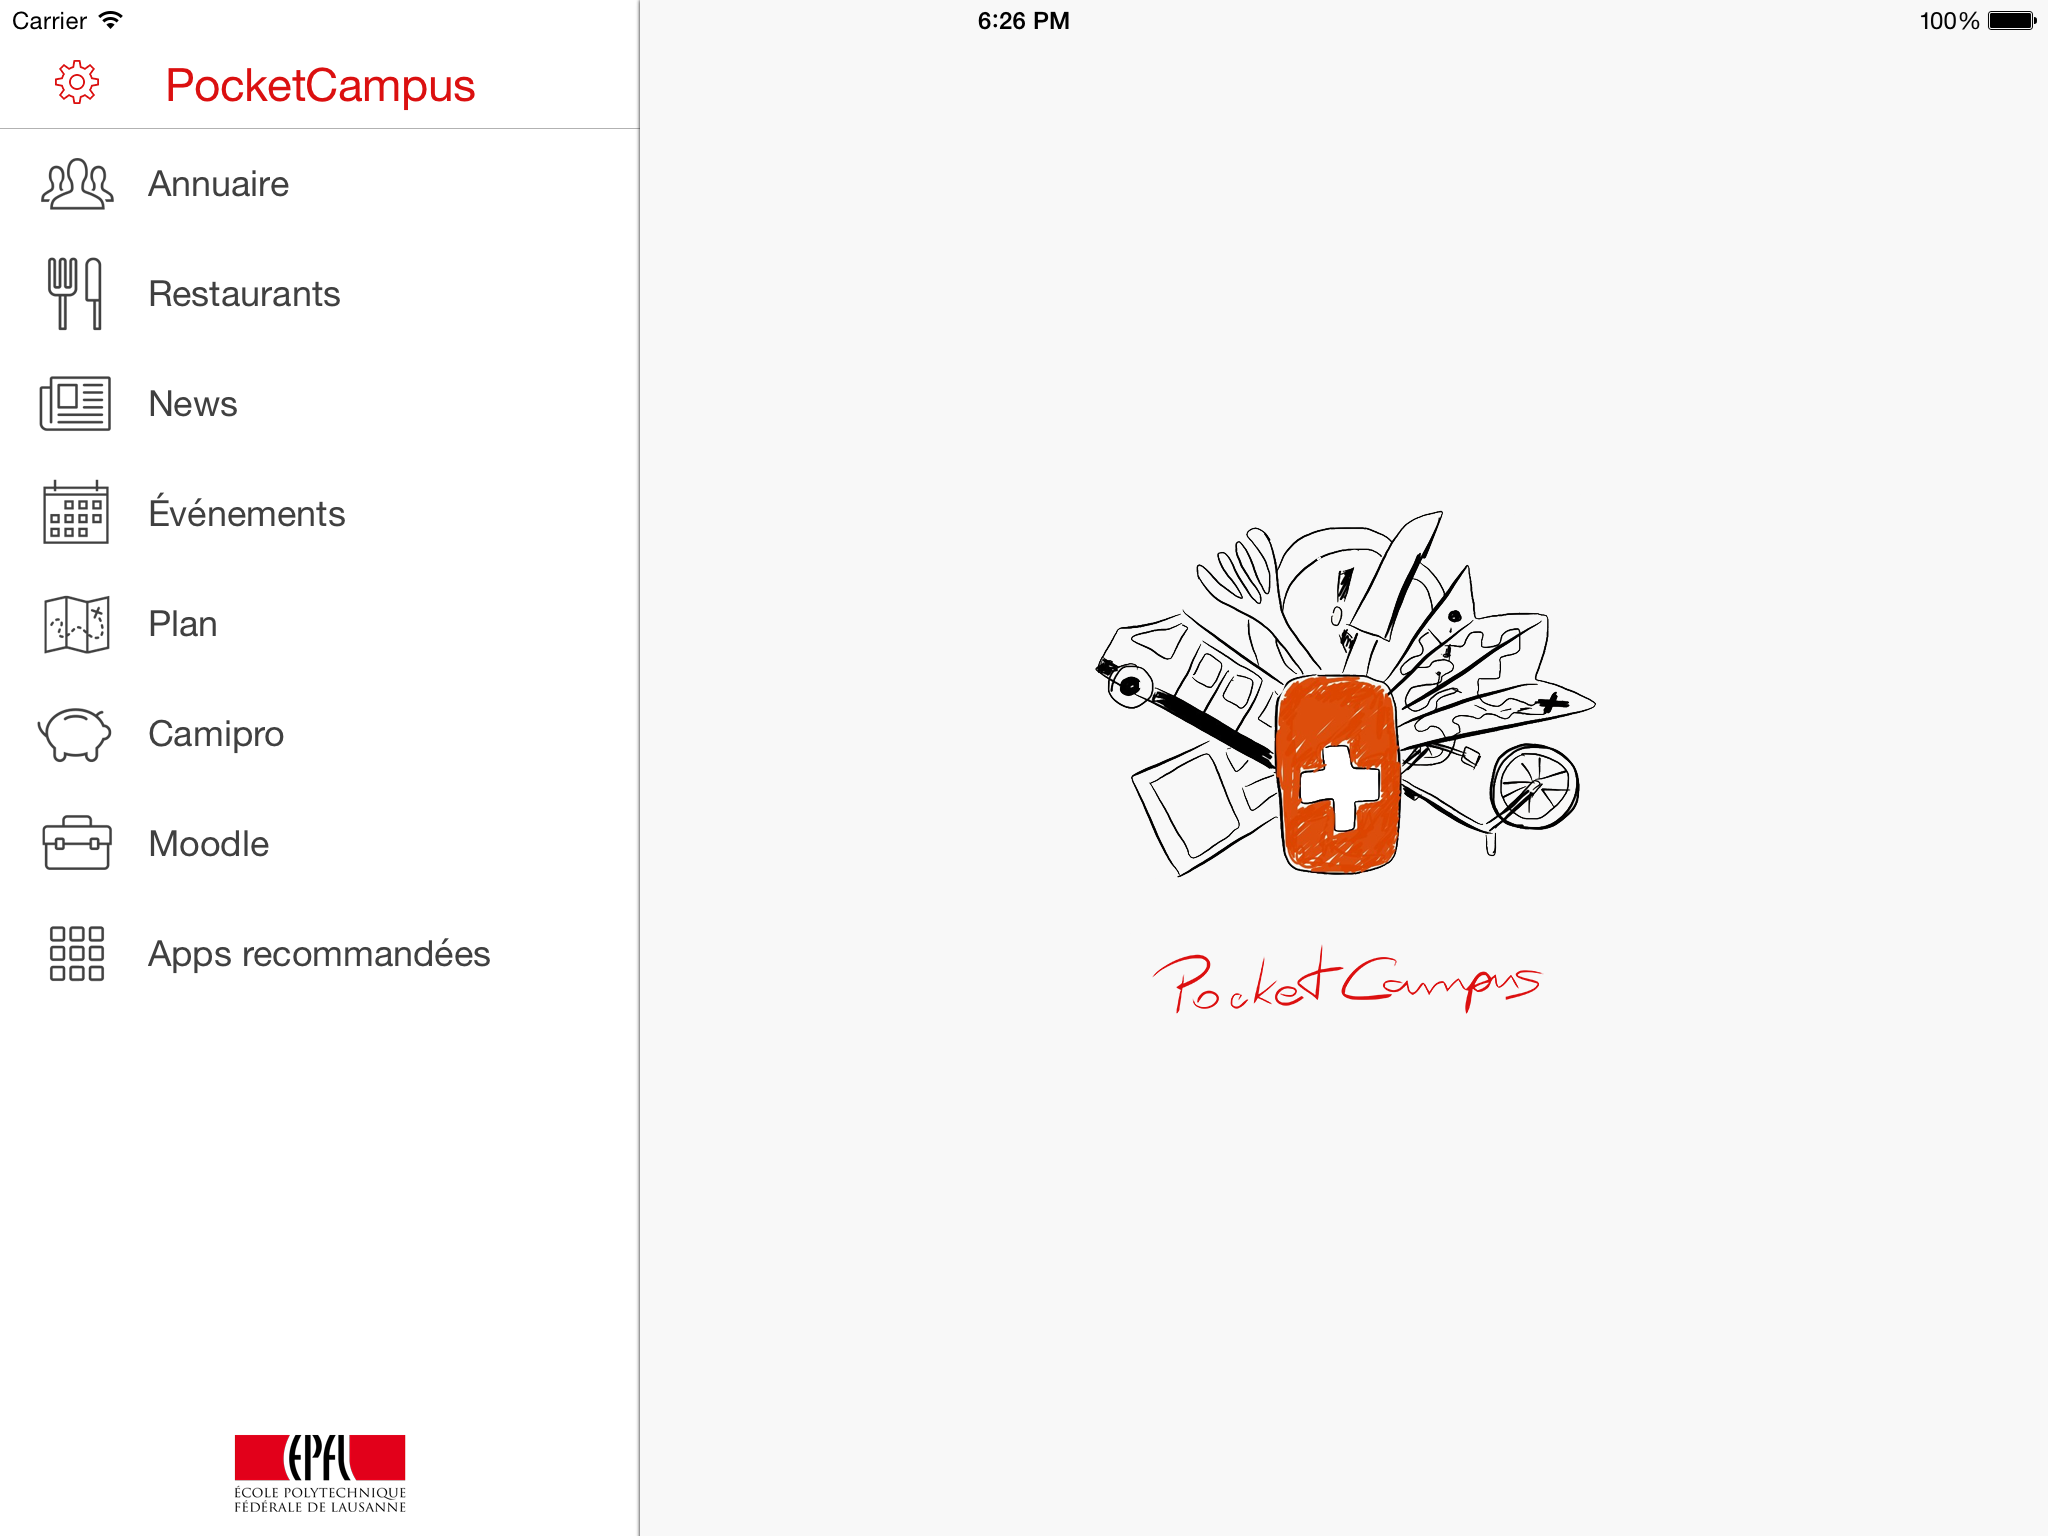 Carrier 6:26 PM 100%
PocketCampus
Annuaire
Restaurants
News
Événements
Plan
Camipro
Moodle
Apps recommandées
PocketCampus
EPFL
ÉCOLE POLYTECHNIQUE
FÉDÉRALE DE LAUSANNE